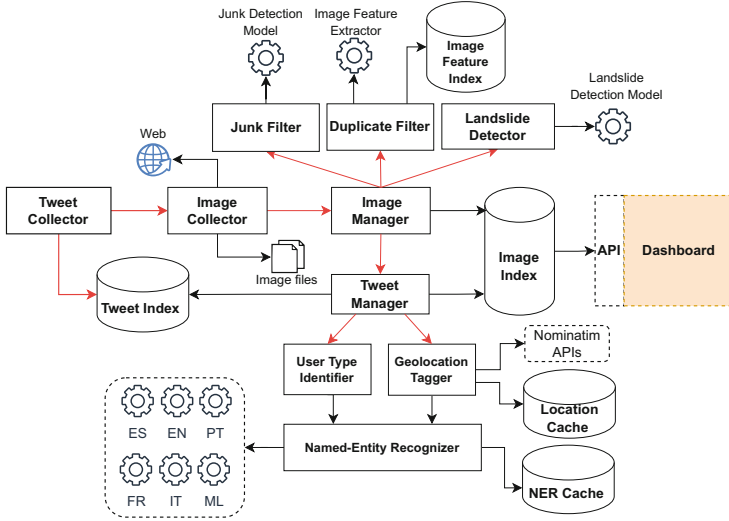 Junk Detection
Model
Image Feature
Extractor
Image
Feature
Index
Landslide
Detection Model
Junk Filter
Duplicate Filter
Landslide
Detector
Web
Tweet
Collector
Image
Collector
Image
Manager
Image
Index
API
Dashboard
Image files
Tweet Index
Tweet
Manager
User Type
Identifier
Geolocation
Tagger
Nominatim
APIs
Location
Cache
ES EN PT
Named-Entity Recognizer
FR IT ML
NER Cache